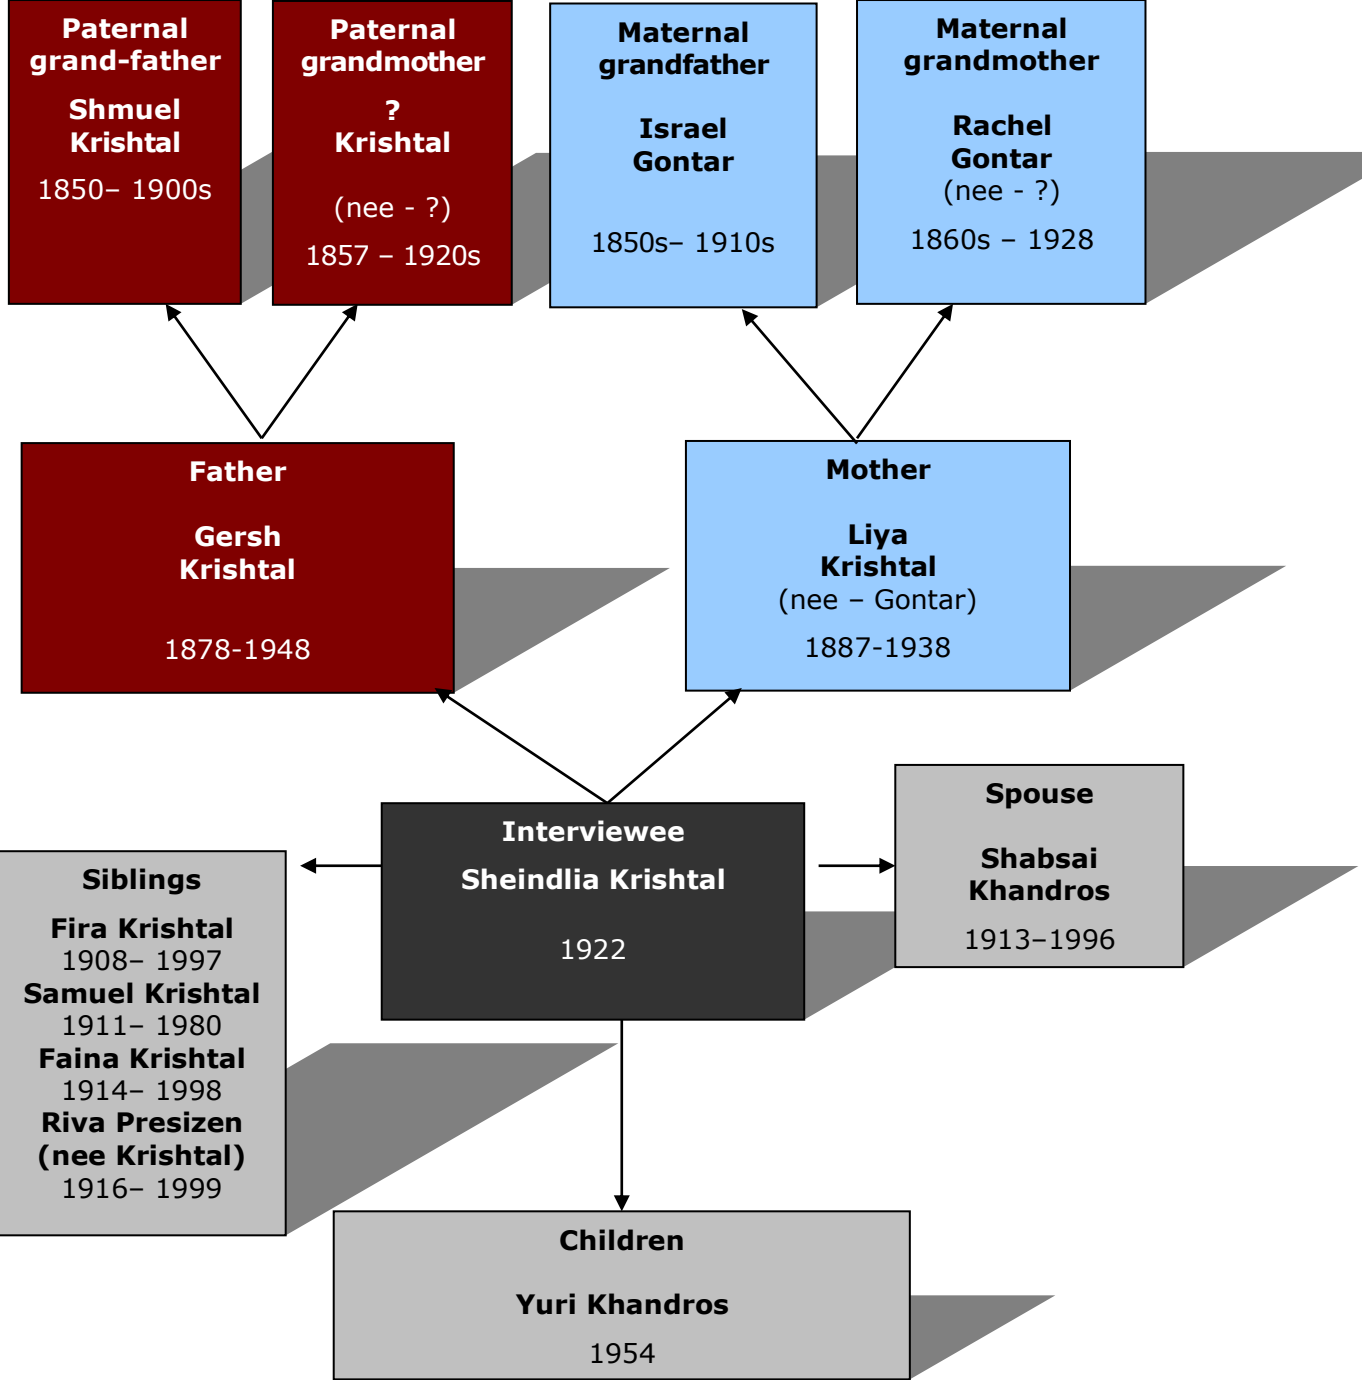 Paternal
grand-father
Shmuel
Krishtal
1850– 1900s
Paternal
grandmother
?
Krishtal
(nee - ?)
1857 – 1920s
Maternal
grandfather
Israel
Gontar
1850s– 1910s
Maternal
grandmother
Rachel
Gontar
(nee - ?)
1860s – 1928
Father
Gersh
Krishtal
1878-1948
Mother
Liya
Krishtal
(nee – Gontar)
1887-1938
Interviewee
Sheindlia Krishtal
1922
Spouse
Shabsai
Khandros
1913–1996
Siblings
Fira Krishtal
1908– 1997
Samuel Krishtal
1911– 1980
Faina Krishtal
1914– 1998
Riva Presizen
(nee Krishtal)
1916– 1999
Children
Yuri Khandros
1954